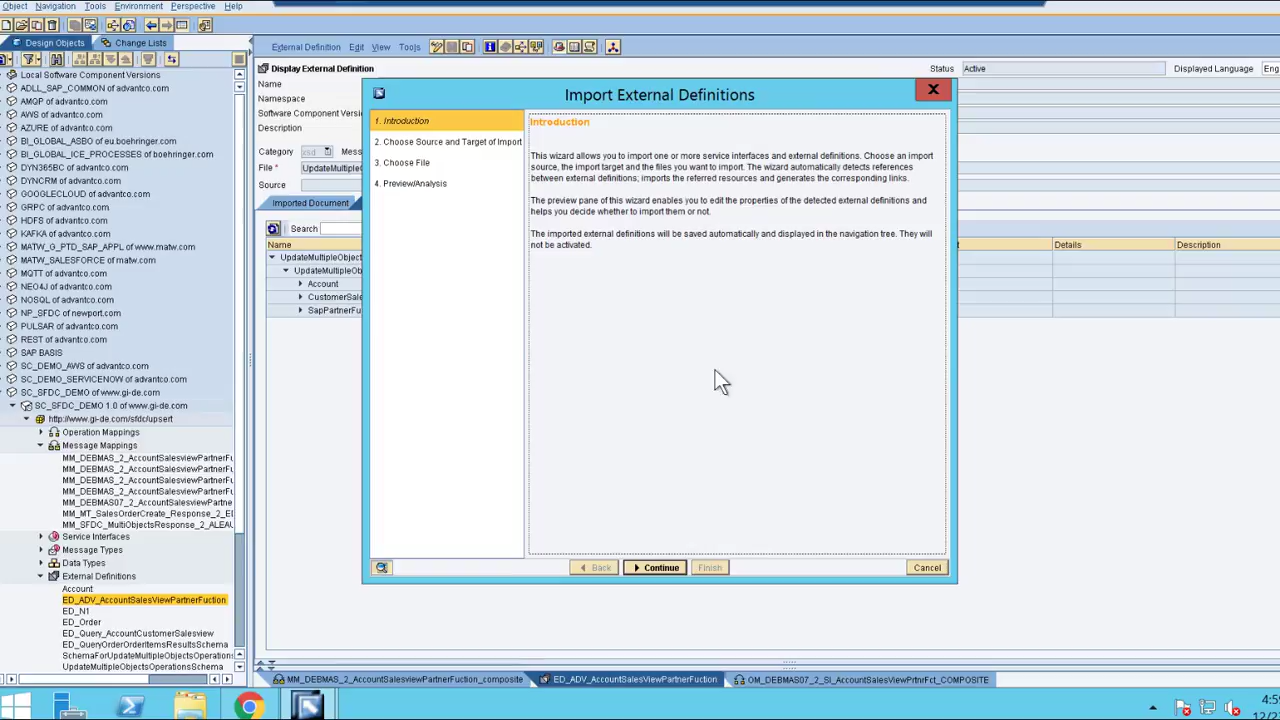 Object Navigation Tools Environment Perspective Help
Design Objects Change Lists
External Definition Edit View Tools
Local Software Component Versions
ADLL_SAP_COMMON of advantco.com
AMQP of advantco.com
AWS of advantco.com
AZURE of advantco.com
BI_GLOBAL_ASBO of eu.boehringer.com
BI_GLOBAL_ICE_PROCESSES of boehringer.com
DYN365BC of advantco.com
DYNCRM of advantco.com
GOOGLECLOUD of advantco.com
GRPC of advantco.com
HDFS of advantco.com
KAFKA of advantco.com
MATW_G_PTD_SAP_APPL of www.matw.com
MATW_SALESFORCE of matw.com
MQTT of advantco.com
NEO4J of advantco.com
NOSQL of advantco.com
NP_SFDC of newport.com
PULSAR of advantco.com
REST of advantco.com
SAP BASIS
SC_DEMO_AWS of advantco.com
SC_DEMO_SERVICENOW of advantco.com
SC_SFDC_DEMO of www.gi-de.com
SC_SFDC_DEMO 1.0 of www.gi-de.com
http://www.gi-de.com/sfdc/upsert
Operation Mappings
Message Mappings
MM_DEBMAS_2_AccountSalesviewPartnerFu
MM_DEBMAS_2_AccountSalesviewPartnerFu
MM_DEBMAS_2_AccountSalesviewPartnerFu
MM_DEBMAS_2_AccountSalesviewPartnerFu
MM_DEBMAS07_2_AccountSalesviewPartne
MM_MT_SalesOrderCreate_Response_2_E
MM_SFDC_MultiObjectsResponse_2_ALEAU
Service Interfaces
Message Types
Data Types
External Definitions
Account
ED_ADV_AccountSalesViewPartnerFuction
ED_N1
ED_Order
ED_Query_AccountCustomerSalesview
ED_QueryOrderOrderItemsResultsSchema
SchemaForUpdateMultipleObjectsOperations
UpdateMultipleObjectsOperationsSchema
Display External Definition
Status Active Displayed Language Eng
Name
Namespace
Software Component Version
Description
Category xsd Mess
File * UpdateMultiple
Source
Imported Document
Search
Name Details Description
UpdateMultipleObject
UpdateMultipleOb
Account
CustomerSale
SapPartnerFu
Import External Definitions
1. Introduction
2. Choose Source and Target of Import
3. Choose File
4. Preview/Analysis
Introduction
This wizard allows you to import one or more service interfaces and external definitions. Choose an import
source, the import target and the files you want to import. The wizard automatically detects references
between external definitions; imports the referred resources and generates the corresponding links.
The preview pane of this wizard enables you to edit the properties of the detected external definitions and
helps you decide whether to import them or not.
The imported external definitions will be saved automatically and displayed in the navigation tree. They will
not be activated.
Back Continue Finish Cancel
MM_DEBMAS_2_AccountSalesviewPartnerFuction_composite ED_ADV_AccountSalesViewPartnerFuction OM_DEBMAS07_2_SI_AccountSalesviewPrtnrFct_COMPOSITE